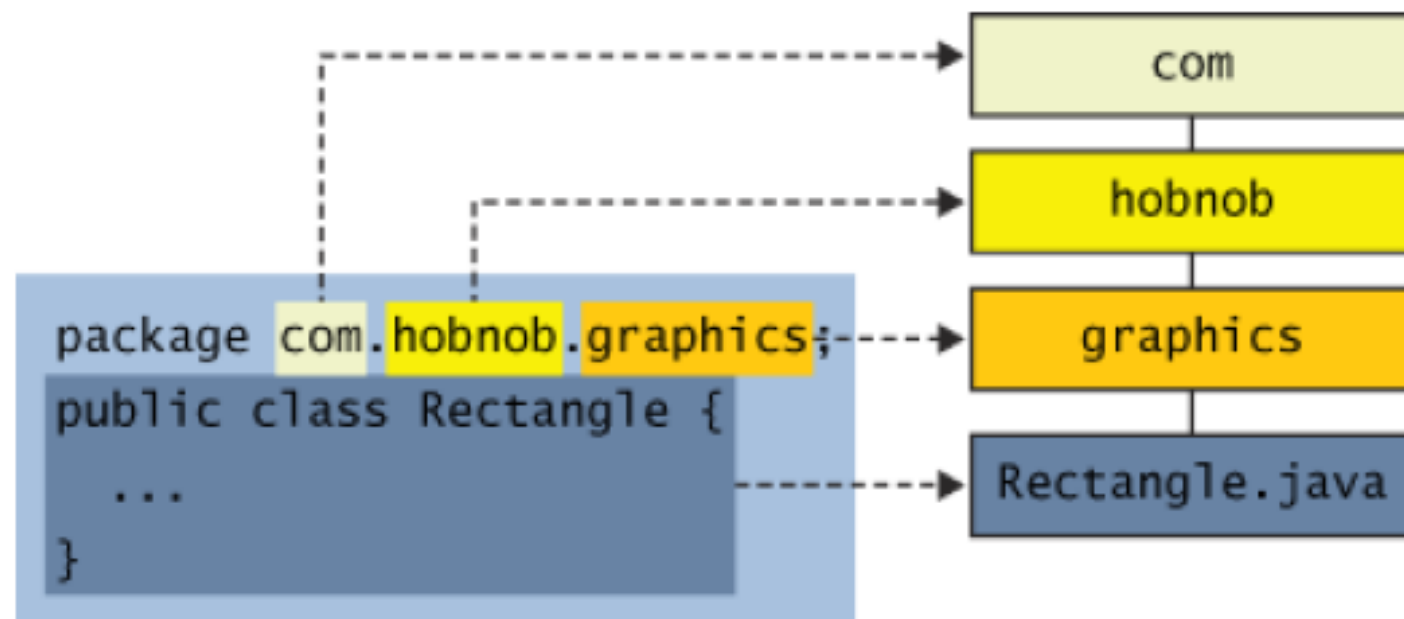 com
hobnob
package com.hobnob.graphics;
graphics
public class Rectangle {
...
}
Rectangle.java